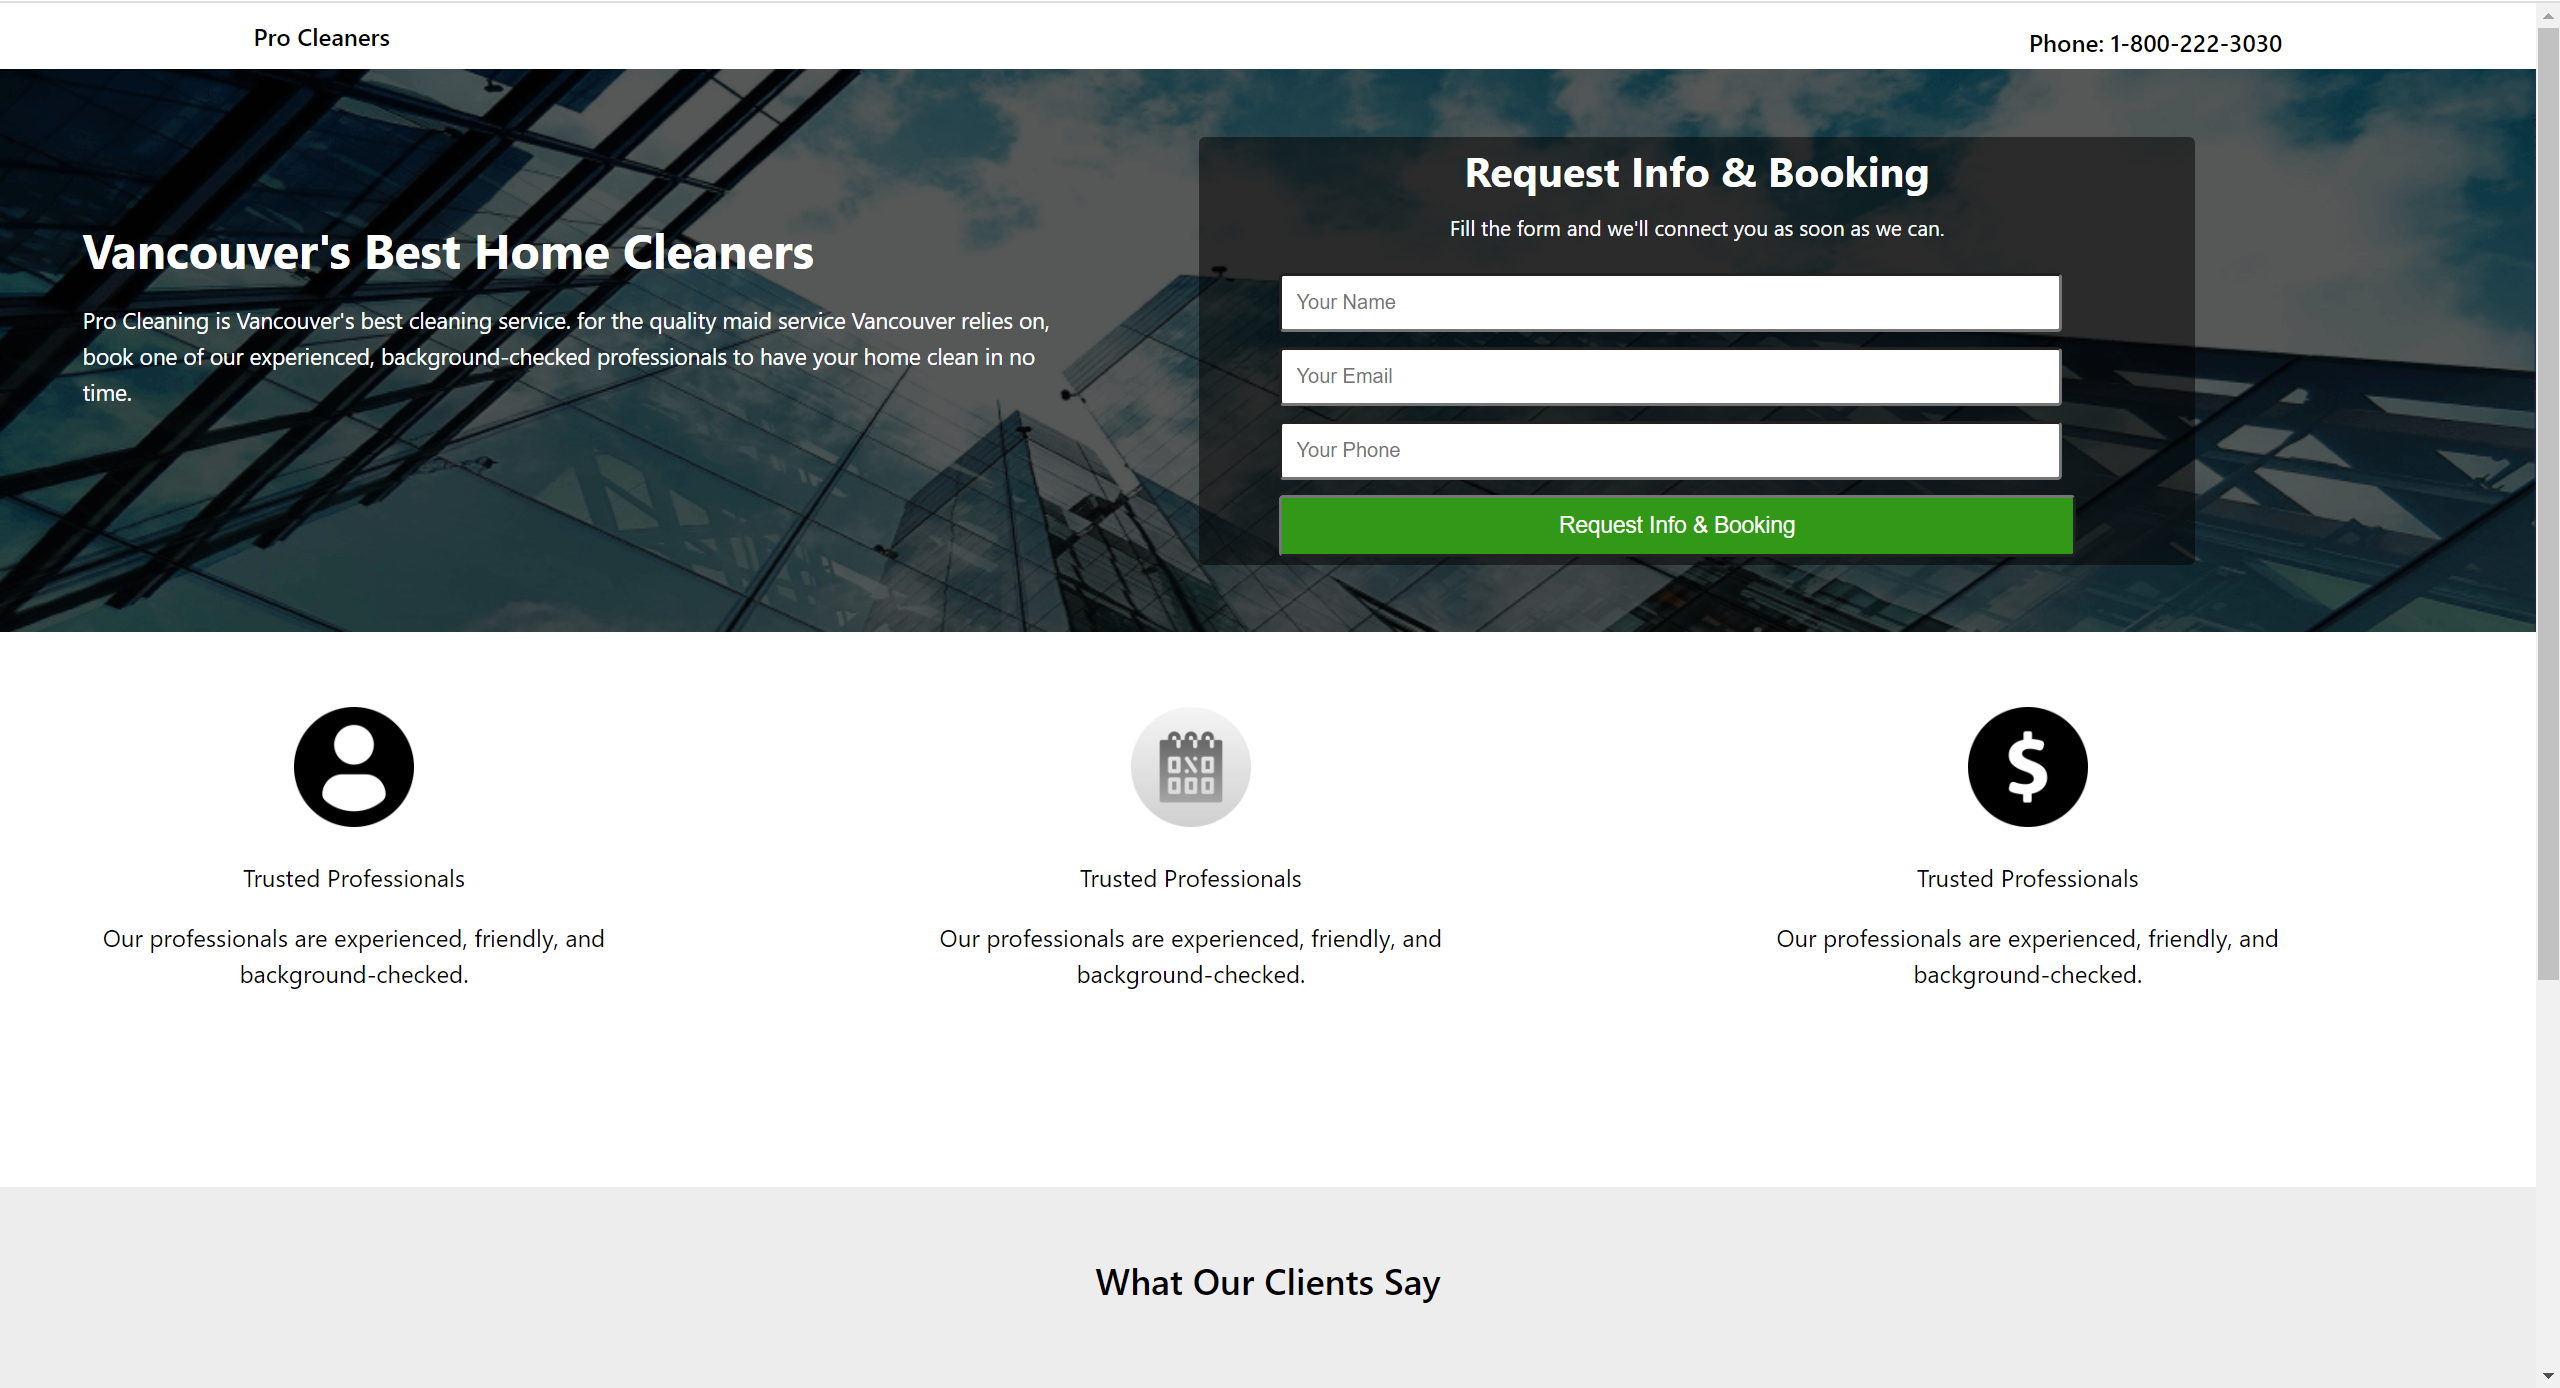 Pro Cleaners
Phone: 1-800-222-3030
Vancouver's Best Home Cleaners
Pro Cleaning is Vancouver's best cleaning service. for the quality maid service Vancouver relies on,
book one of our experienced, background-checked professionals to have your home clean in no
time.
Request Info & Booking
Fill the form and we'll connect you as soon as we can.
Your Name
Your Email
Your Phone
Request Info & Booking
Trusted Professionals
Our professionals are experienced, friendly, and
background-checked.
Trusted Professionals
Our professionals are experienced, friendly, and
background-checked.
Trusted Professionals
Our professionals are experienced, friendly, and
background-checked.
What Our Clients Say